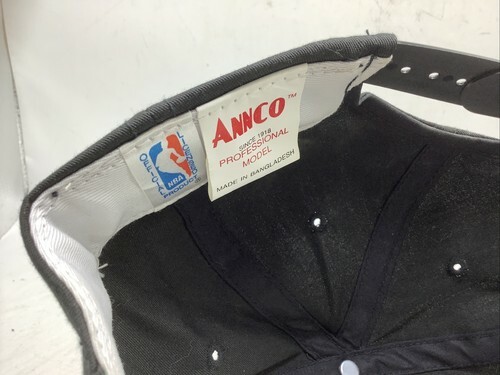 ANNCO™
SINCE 1918
PROFESSIONAL
MODEL
MADE IN BANGLADESH
OFFICIAL LICENSED
NBA
PRODUCT®